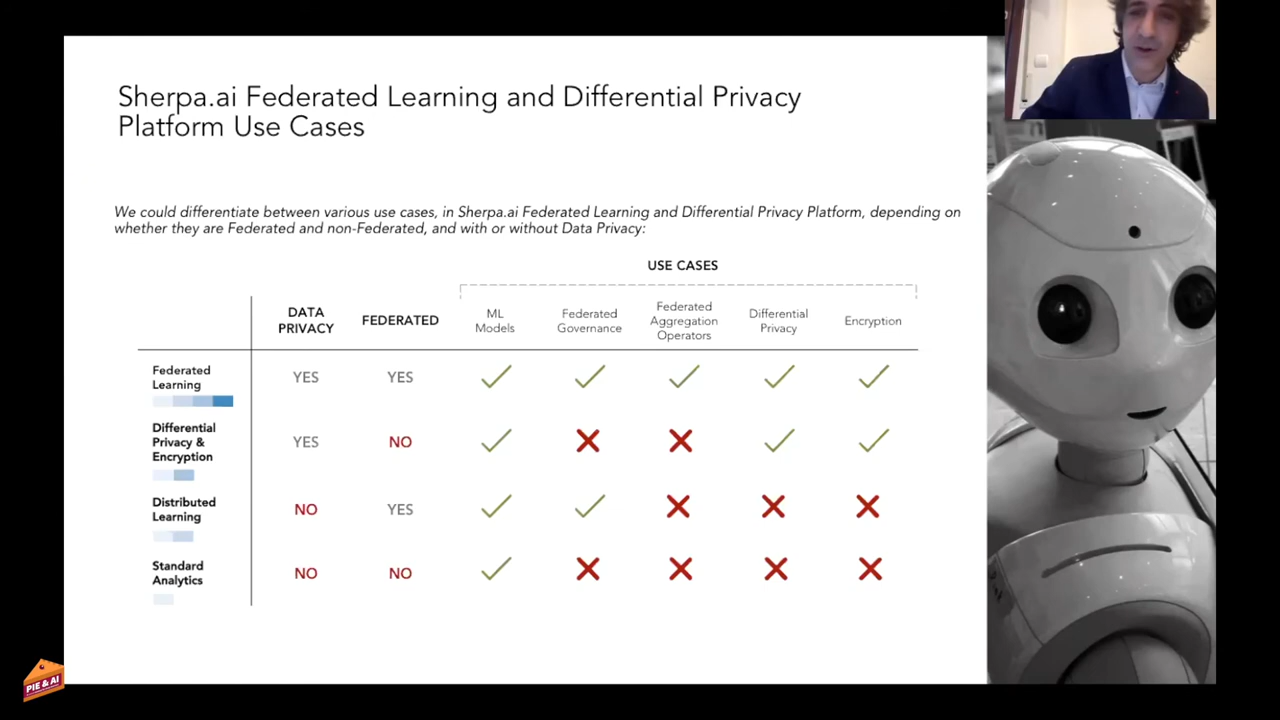 Sherpa.ai Federated Learning and Differential Privacy
Platform Use Cases
We could differentiate between various use cases, in Sherpa.ai Federated Learning and Differential Privacy Platform, depending on
whether they are Federated and non-Federated, and with or without Data Privacy:
USE CASES
DATA
PRIVACY
FEDERATED
ML
Models
Federated
Governance
Federated
Aggregation
Operators
Differential
Privacy
Encryption
Federated
Learning
YES
YES
Differential
Privacy &
Encryption
YES
NO
Distributed
Learning
NO
YES
Standard
Analytics
NO
NO
PIE & AI